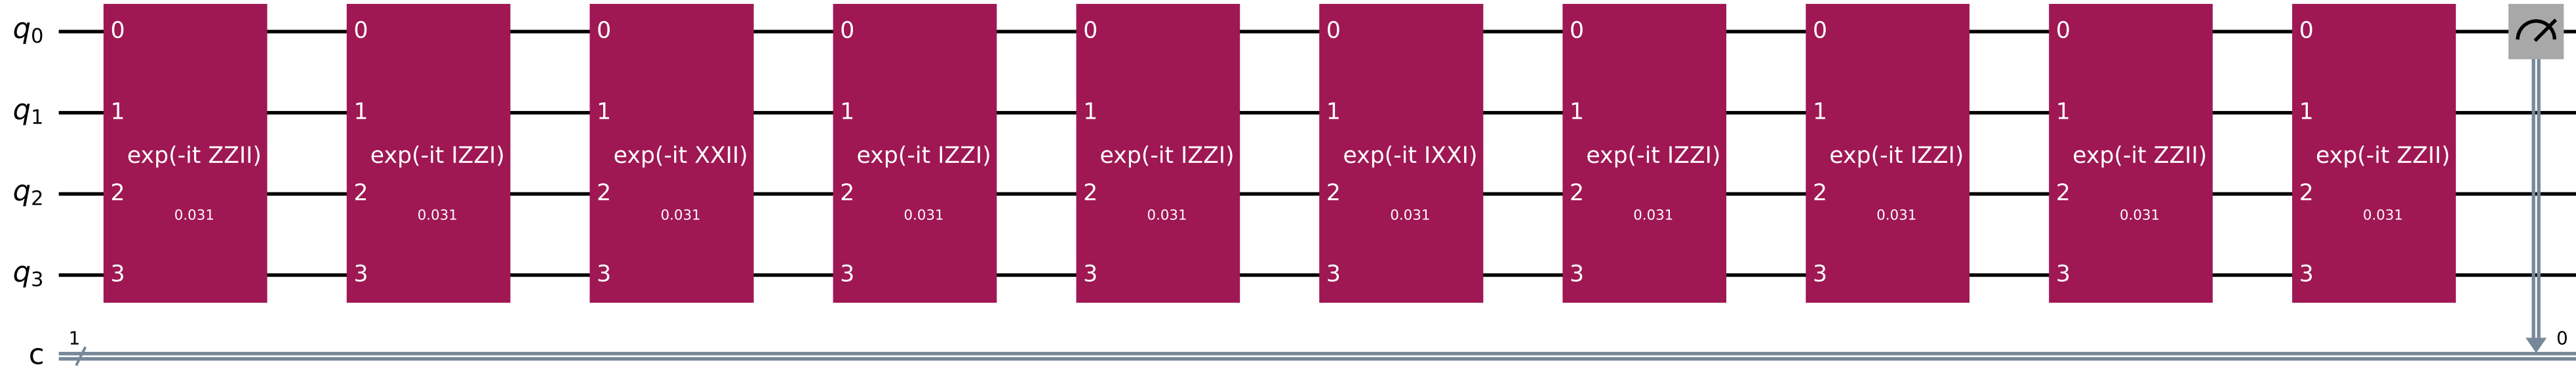 q0 0 0 0 0 0 0 0 0 0 0
q1 1 1 1 1 1 1 1 1 1 1
exp(-it ZZII) exp(-it IZZI) exp(-it XXII) exp(-it IZZI) exp(-it IZZI) exp(-it IXXI) exp(-it IZZI) exp(-it IZZI) exp(-it ZZII) exp(-it ZZII)
q2 2 2 2 2 2 2 2 2 2 2
0.031 0.031 0.031 0.031 0.031 0.031 0.031 0.031 0.031 0.031
q3 3 3 3 3 3 3 3 3 3 3
1 0
c